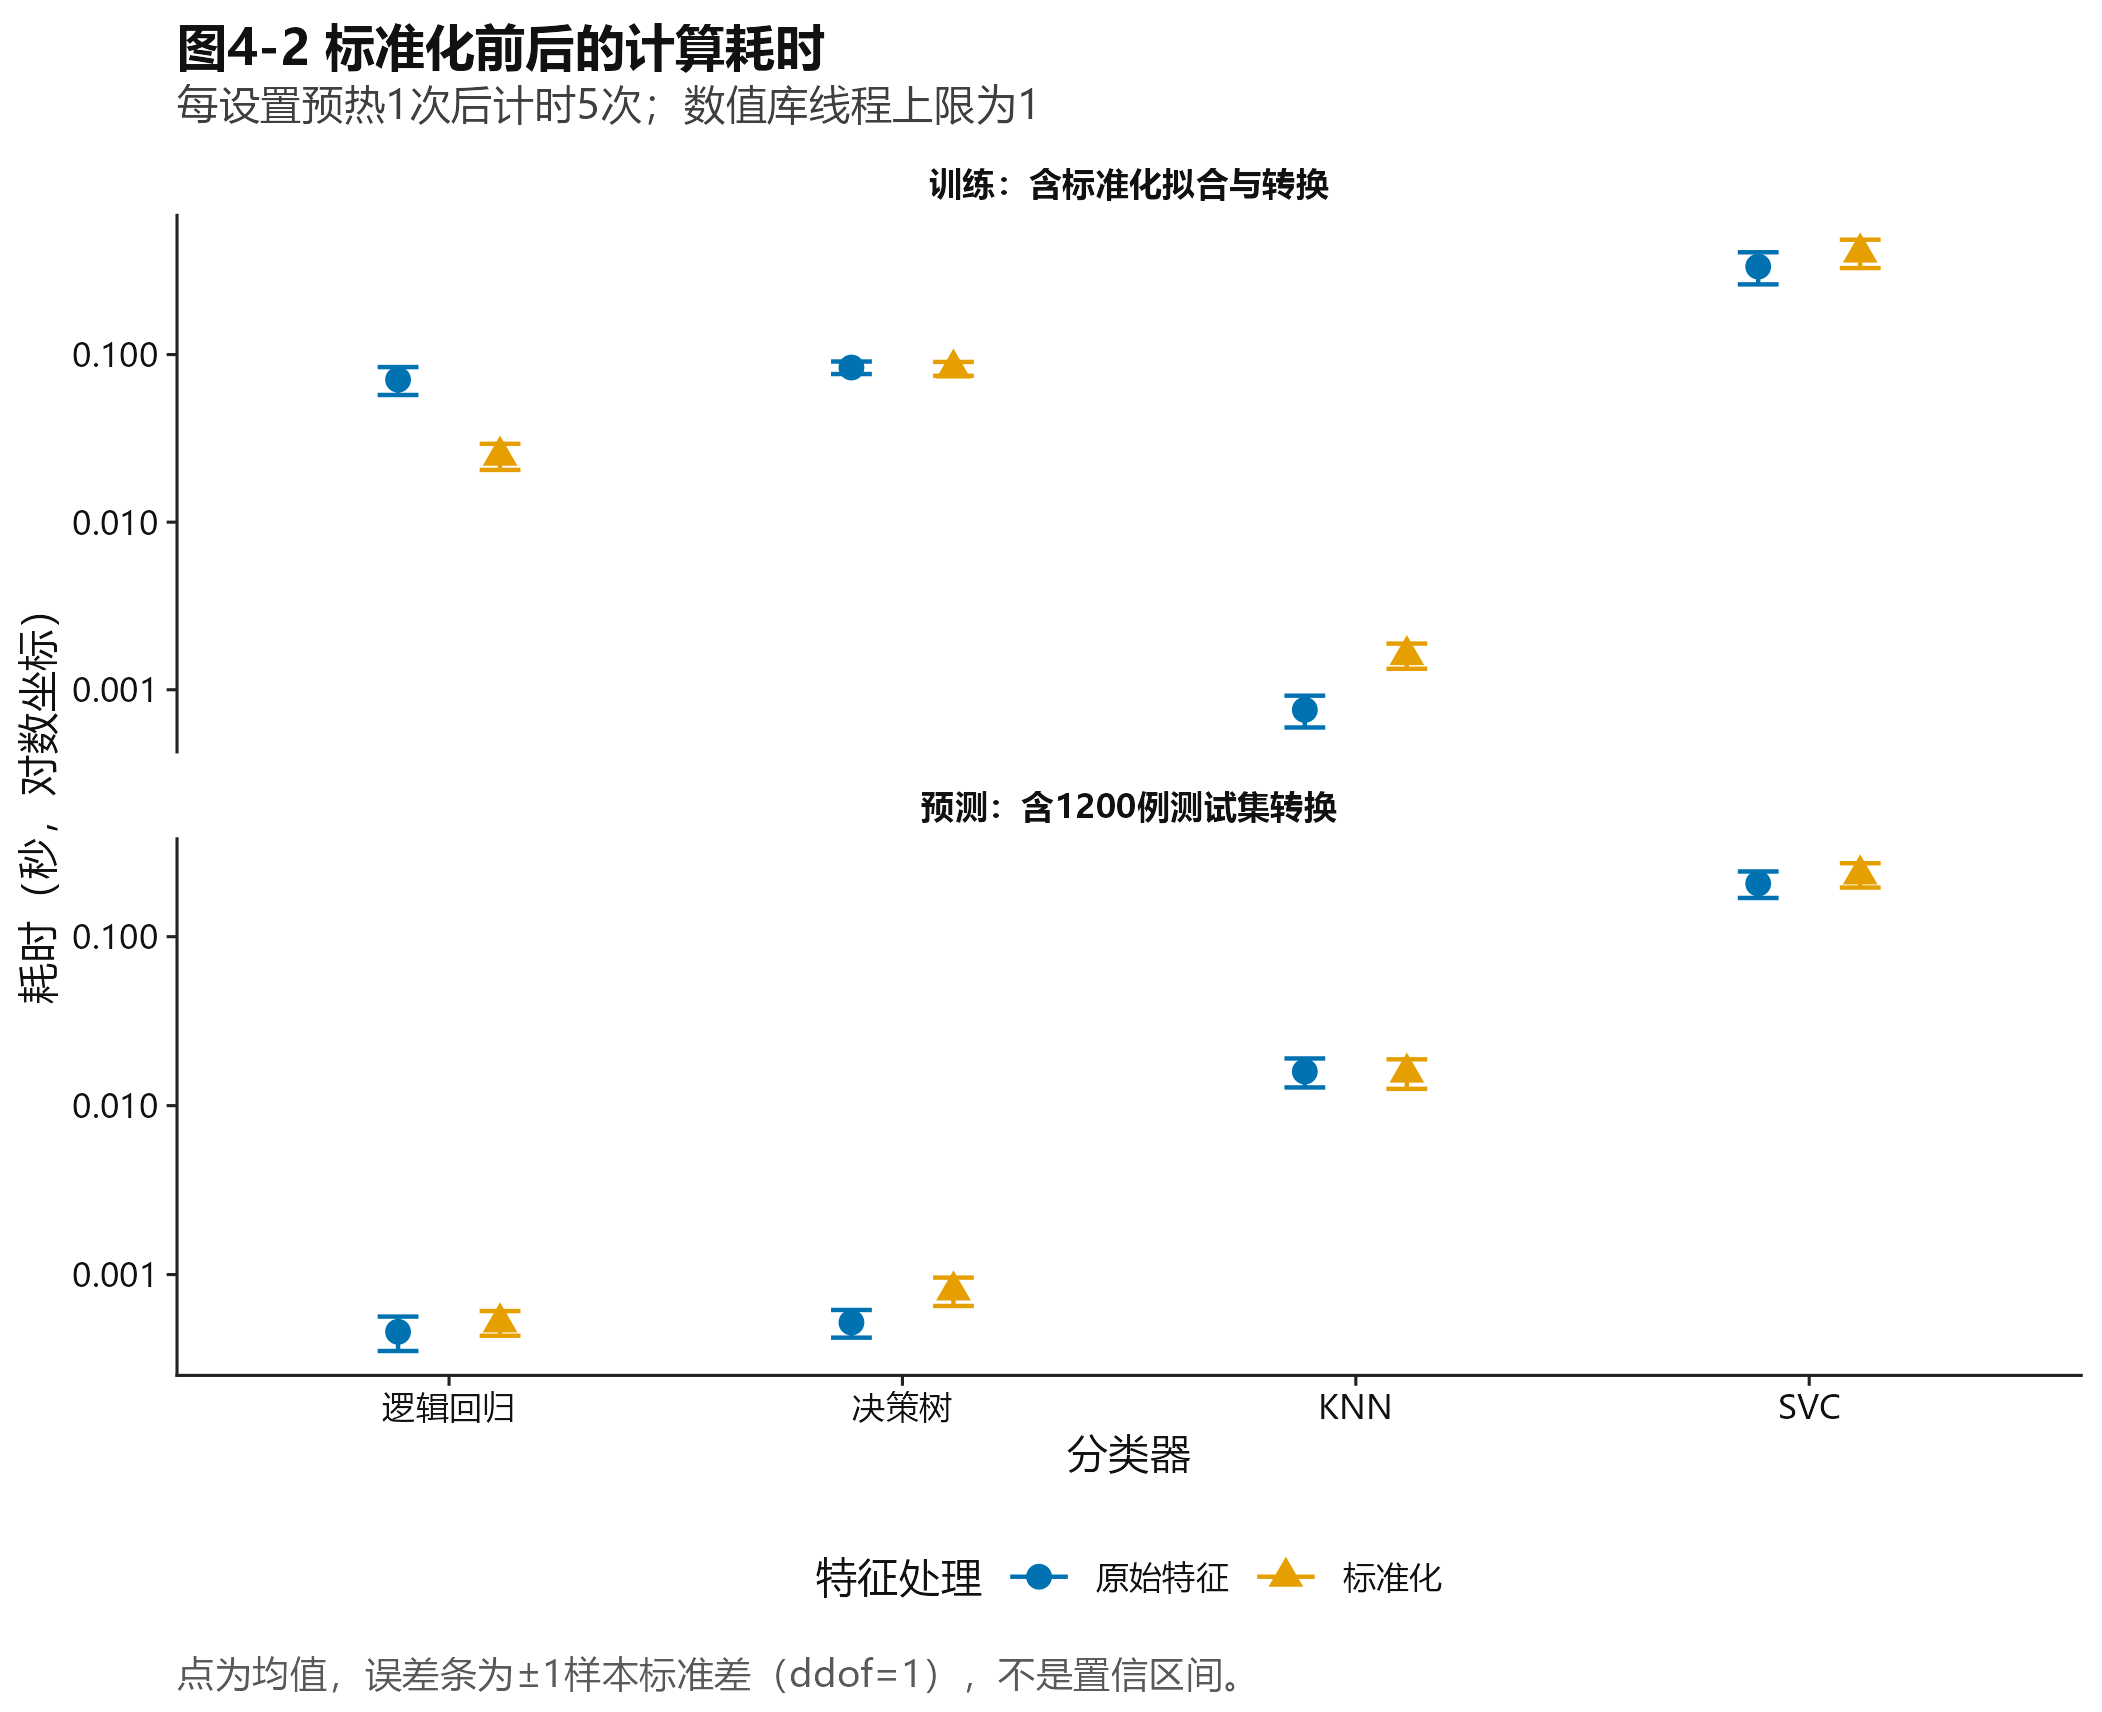 图4-2 标准化前后的计算耗时
每设置预热1次后计时5次；数值库线程上限为1
训练：含标准化拟合与转换
0.100
0.010
0.001
耗时（秒，对数坐标）
预测：含1200例测试集转换
0.100
0.010
0.001
逻辑回归 决策树 KNN SVC
分类器
特征处理 原始特征 标准化
点为均值，误差条为±1样本标准差（ddof=1），不是置信区间。